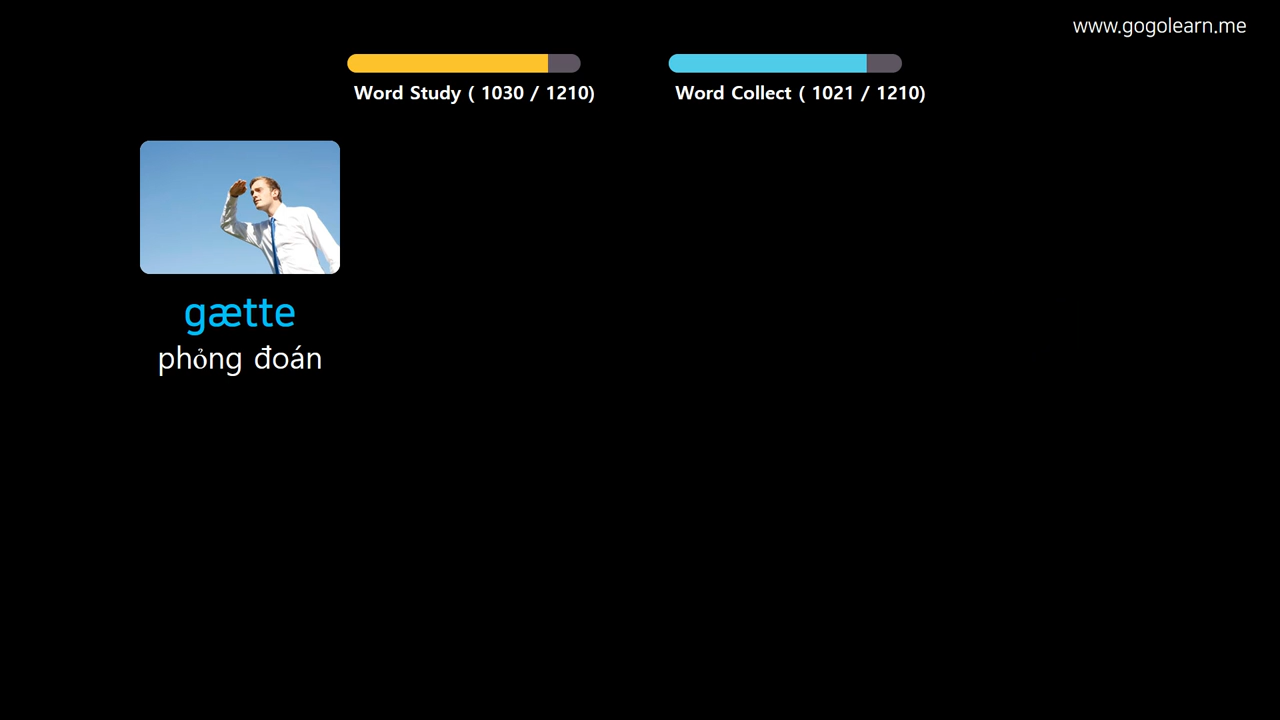 www.gogolearn.me
Word Study ( 1030 / 1210)
Word Collect ( 1021 / 1210)
gætte
phỏng đoán